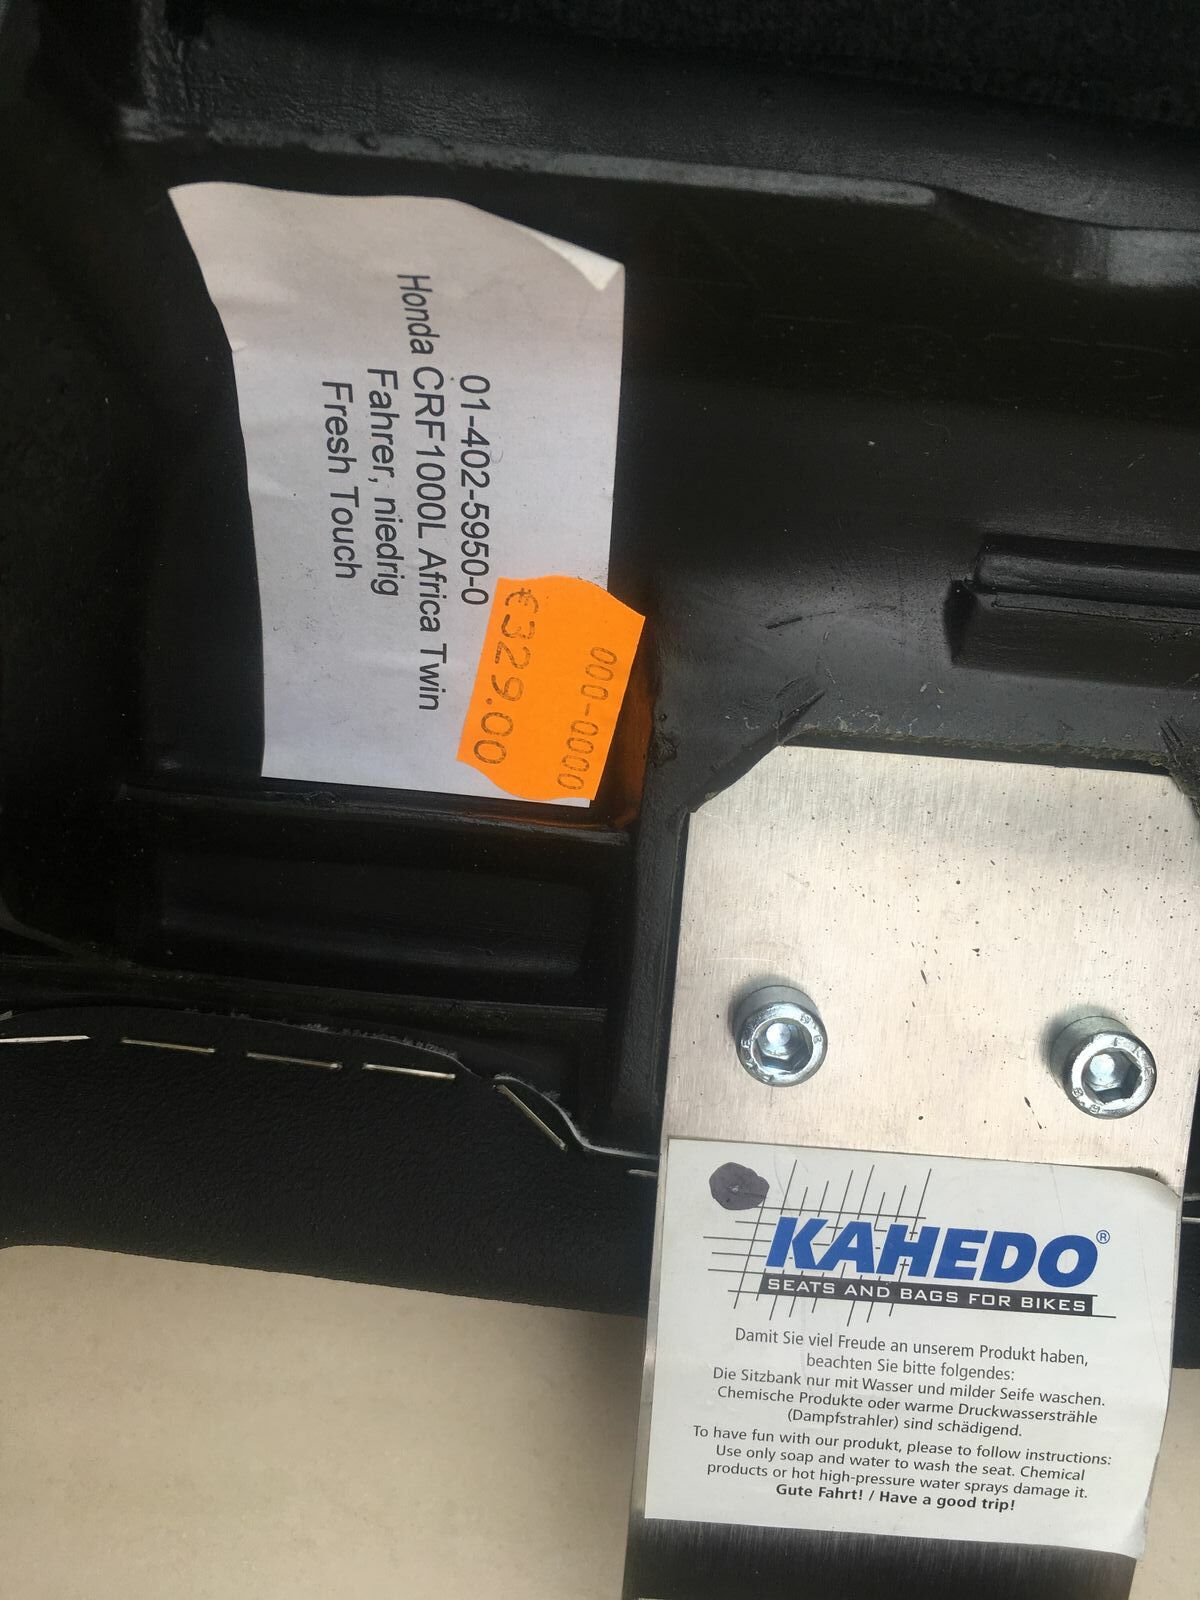 01-402-5950-0
Honda CRF1000L Africa Twin
Fahrer, niedrig
Fresh Touch
000-0000
€329.00
KAHEDO®
SEATS AND BAGS FOR BIKES
Damit Sie viel Freude an unserem Produkt haben,
beachten Sie bitte folgendes:
Die Sitzbank nur mit Wasser und milder Seife waschen.
Chemische Produkte oder warme Druckwassersträhle
(Dampfstrahler) sind schädigend.
To have fun with our produkt, please to follow instructions:
Use only soap and water to wash the seat. Chemical
products or hot high-pressure water sprays damage it.
Gute Fahrt! / Have a good trip!